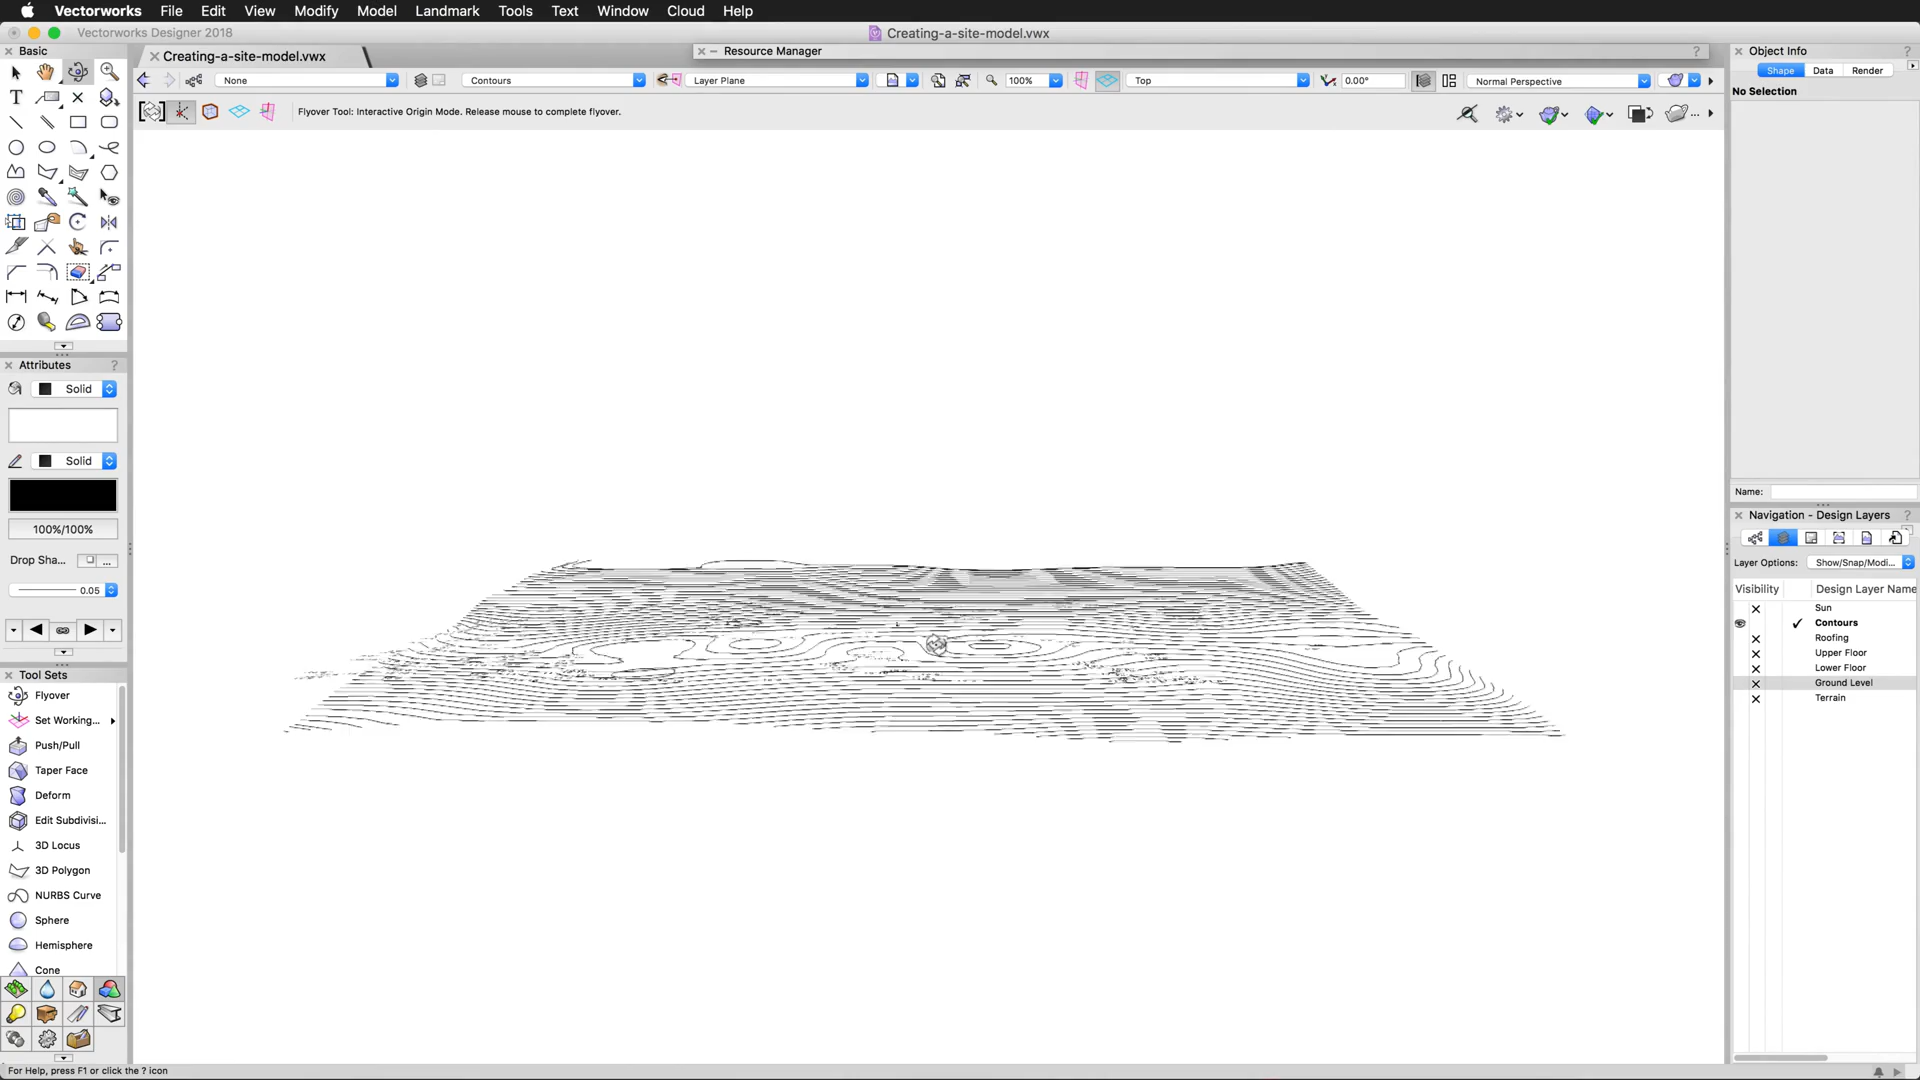 Vectorworks File Edit View Modify Model Landmark Tools Text Window Cloud Help
Vectorworks Designer 2018
Creating-a-site-model.vwx
Basic
Creating-a-site-model.vwx
Resource Manager
?
Object Info
?
None
Contours
Layer Plane
100%
Top
0.00°
Normal Perspective
Shape Data Render
No Selection
Flyover Tool: Interactive Origin Mode. Release mouse to complete flyover.
...
T
Attributes
?
Solid
Solid
100%/100%
Drop Sha...
...
0.05
Tool Sets
Flyover
Set Working...
Push/Pull
Taper Face
Deform
Edit Subdivisi...
3D Locus
3D Polygon
NURBS Curve
Sphere
Hemisphere
Cone
Name:
Navigation - Design Layers
?
Layer Options: Show/Snap/Modi...
Visibility Design Layer Name
Sun
Contours
Roofing
Upper Floor
Lower Floor
Ground Level
Terrain
For Help, press F1 or click the ? icon